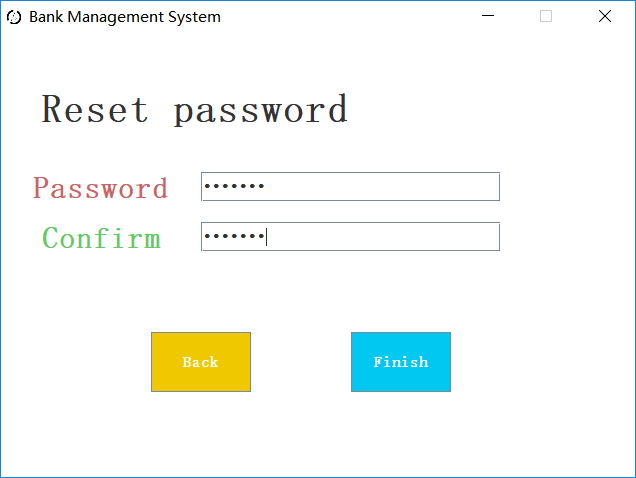 Bank Management System
Reset password
Password •••••••
Confirm •••••••
Back Finish